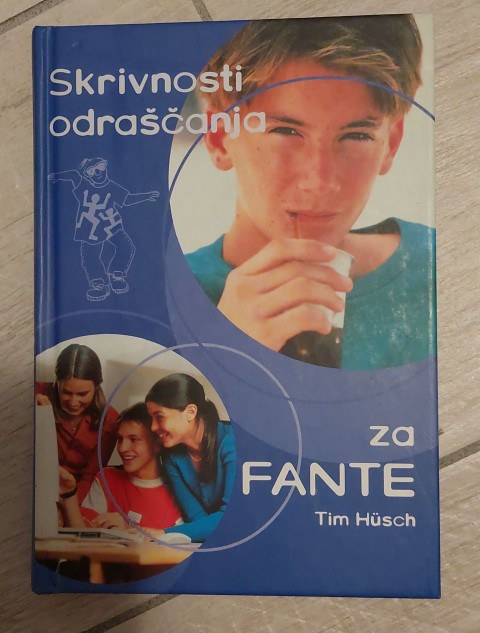 Skrivnosti
odraščanja
za
FANTE
Tim Hüsch